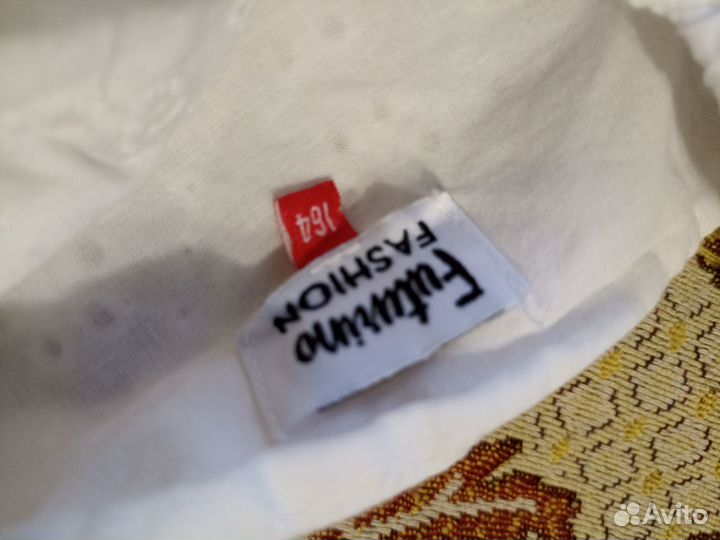 Futurino
FASHION
164
Avito